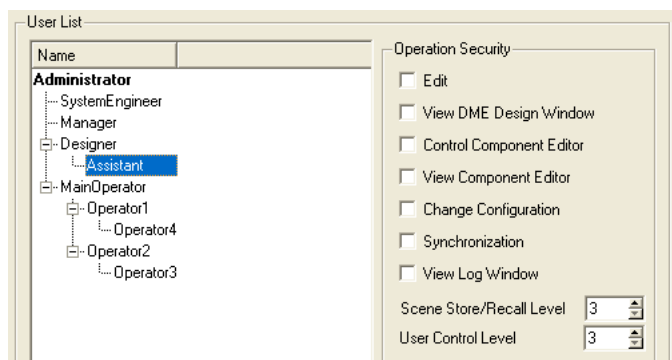 User List
Name
Administrator
SystemEngineer
Manager
Designer
Assistant
MainOperator
Operator1
Operator4
Operator2
Operator3
Operation Security
Edit
View DME Design Window
Control Component Editor
View Component Editor
Change Configuration
Synchronization
View Log Window
Scene Store/Recall Level 3
User Control Level 3